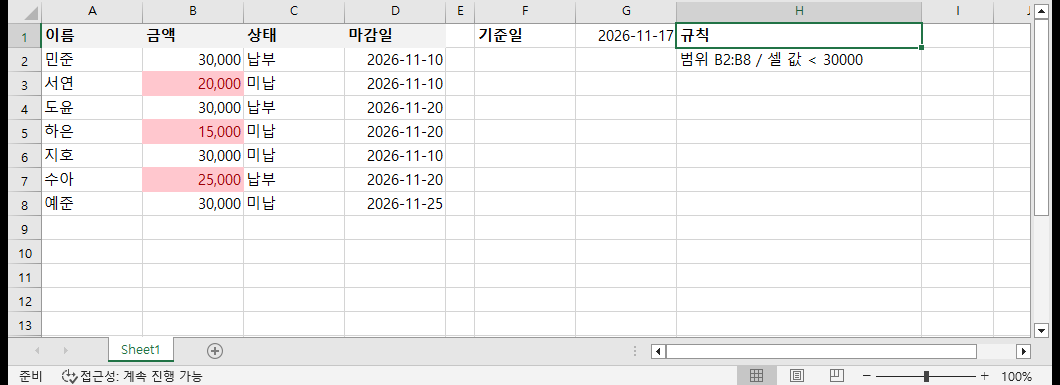 A B C D E F G H I J
1 이름 금액 상태 마감일 기준일 2026-11-17 규칙
2 민준 30,000 납부 2026-11-10 범위 B2:B8 / 셀 값 < 30000
3 서연 20,000 미납 2026-11-10
4 도윤 30,000 납부 2026-11-20
5 하은 15,000 미납 2026-11-20
6 지호 30,000 미납 2026-11-10
7 수아 25,000 납부 2026-11-20
8 예준 30,000 미납 2026-11-25
9
10
11
12
13
Sheet1
준비 접근성: 계속 진행 가능 100%